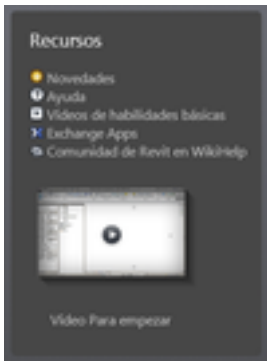 Recursos
Novedades
Ayuda
Vídeos de habilidades básicas
Exchange Apps
Comunidad de Revit en WikiHelp
Vídeo Para empezar